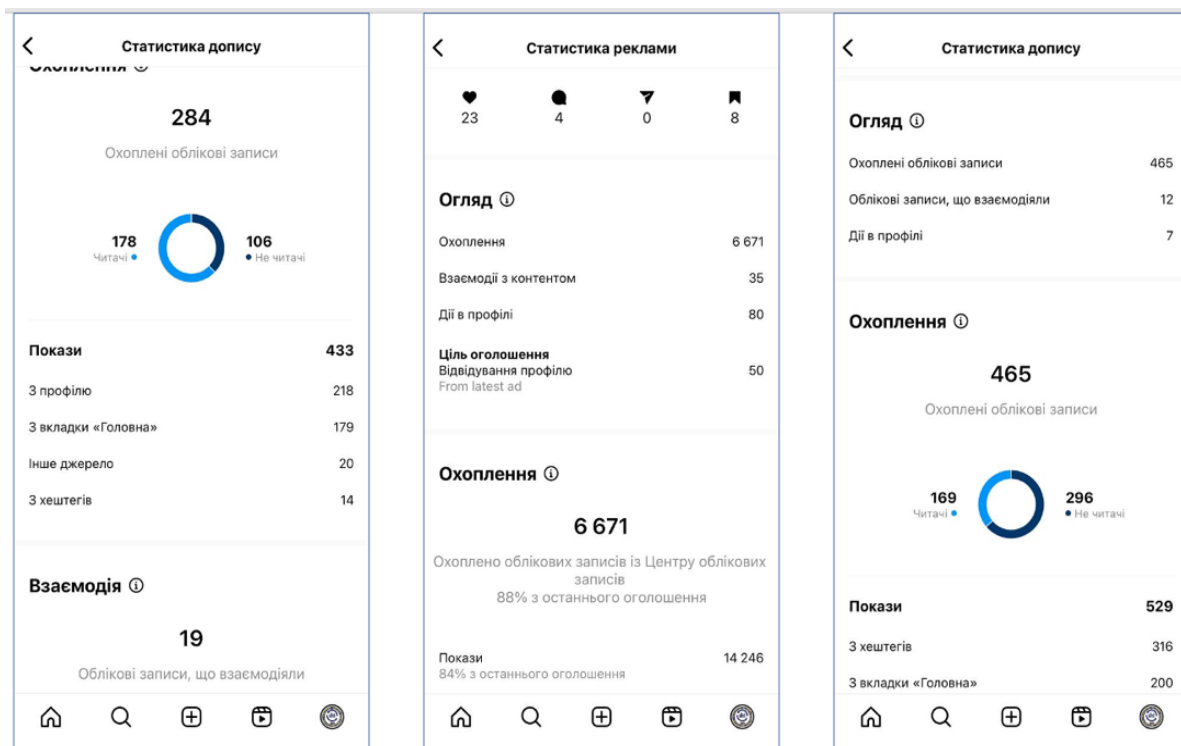 Статистика допису
Охоплення
284
Охоплені облікові записи
178
Читачі
106
Не читачі
Покази 433
З профілю 218
З вкладки «Головна» 179
Інше джерело 20
З хештегів 14
Взаємодія
19
Облікові записи, що взаємодіяли
Статистика реклами
23 4 0 8
Огляд
Охоплення 6 671
Взаємодії з контентом 35
Дії в профілі 80
Ціль оголошення
Відвідування профілю 50
From latest ad
Охоплення
6 671
Охоплено облікових записів із Центру облікових
записів
88% з останнього оголошення
Покази 14 246
84% з останнього оголошення
Статистика допису
Огляд
Охоплені облікові записи 465
Облікові записи, що взаємодіяли 12
Дії в профілі 7
Охоплення
465
Охоплені облікові записи
169
Читачі
296
Не читачі
Покази 529
З хештегів 316
З вкладки «Головна» 200